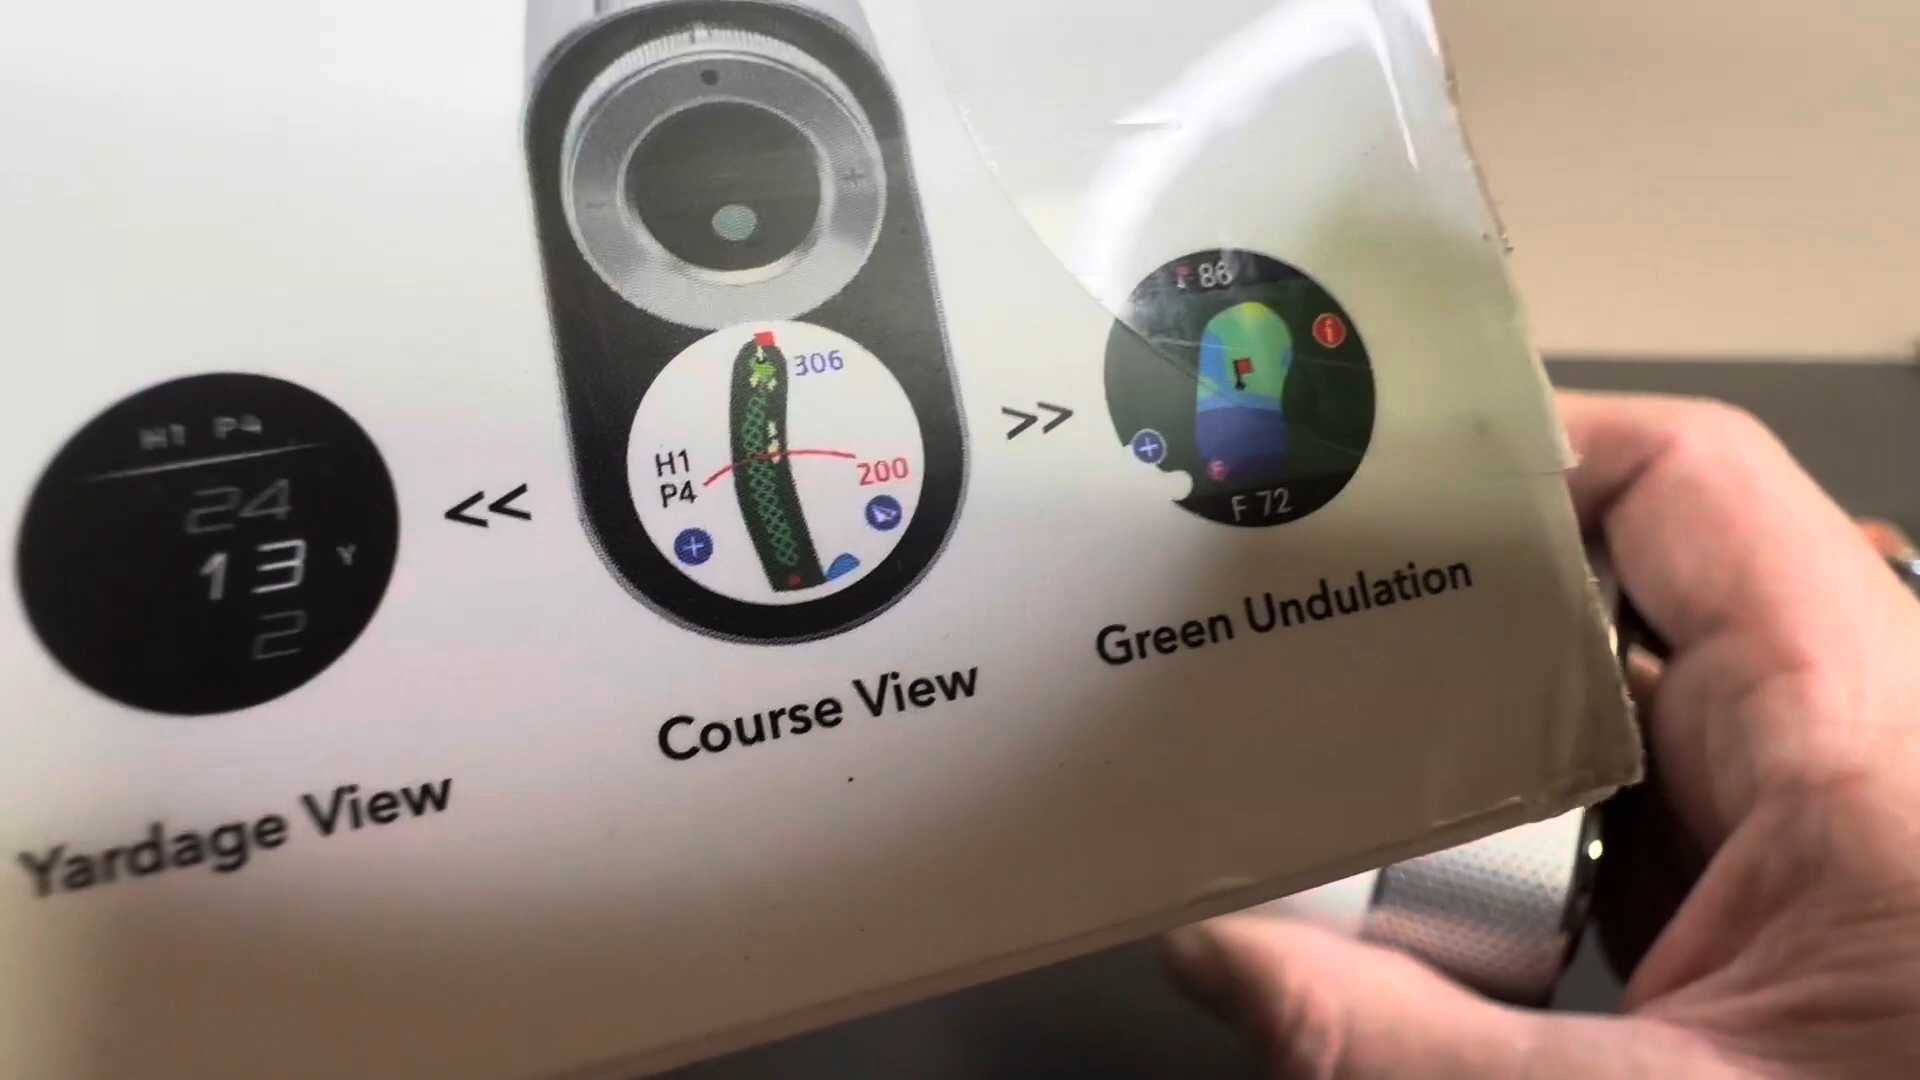 H1 P4
24
13 Y
2
<<
Yardage View
306
H1
P4
200
Course View
>>
86
F 72
Green Undulation